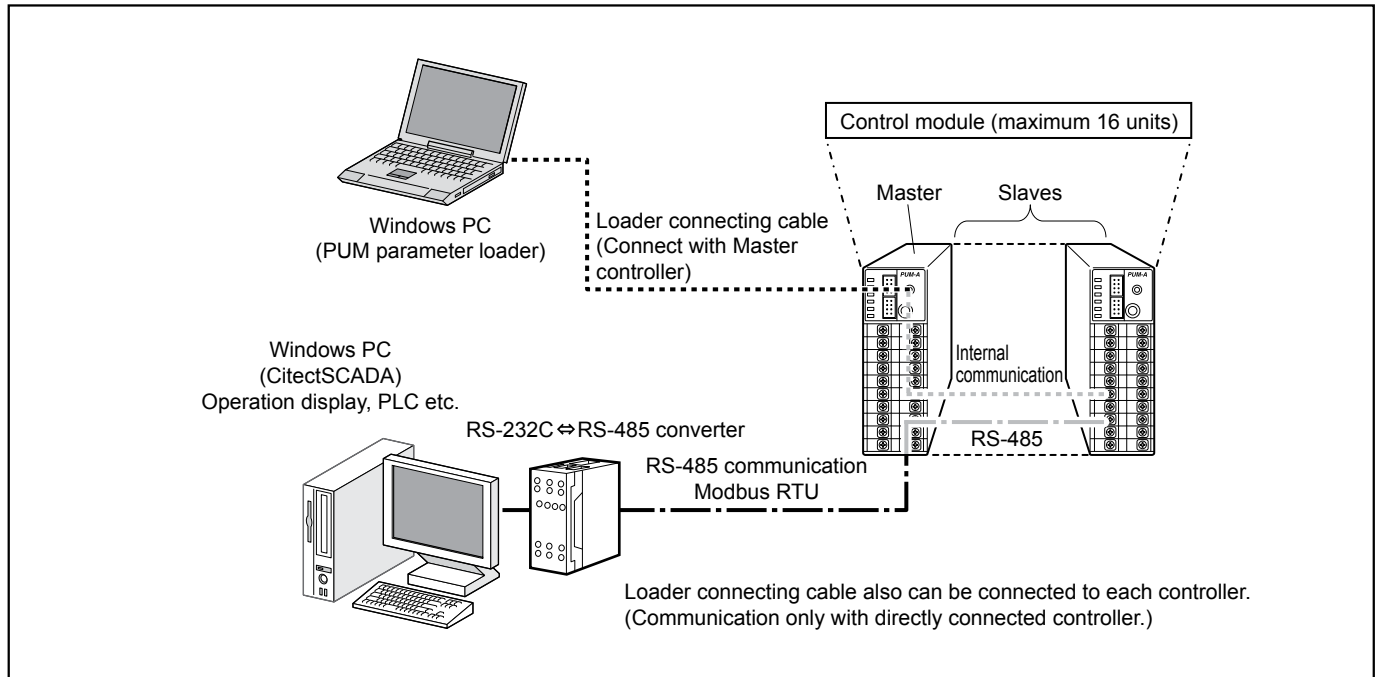 Control module (maximum 16 units)
Master
Slaves
Windows PC
(PUM parameter loader)
Loader connecting cable
(Connect with Master
controller)
PUM-A
PUM-A
Internal
communication
RS-485
Windows PC
(CitectSCADA)
Operation display, PLC etc.
RS-232C⇔RS-485 converter
RS-485 communication
Modbus RTU
Loader connecting cable also can be connected to each controller.
(Communication only with directly connected controller.)